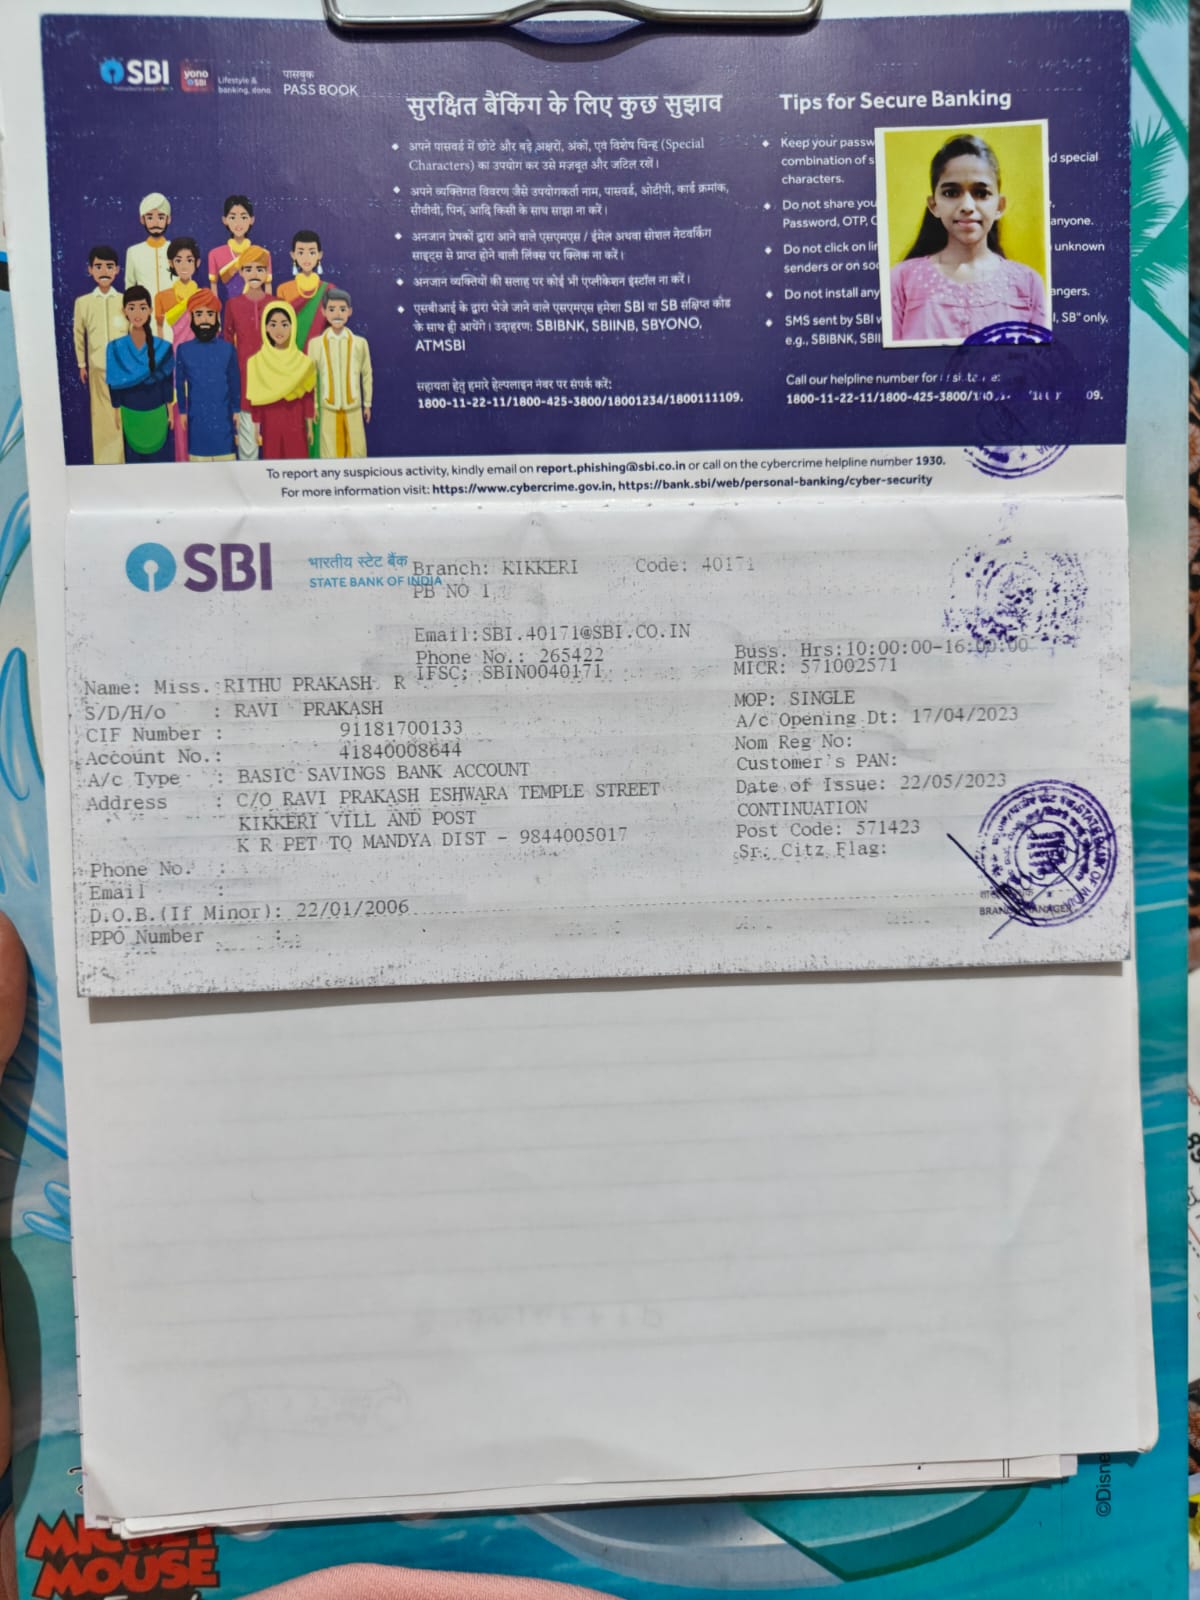 SBI yono SBI Lifestyle & banking, dono. पासबुक PASS BOOK
सुरक्षित बैंकिंग के लिए कुछ सुझाव
अपने पासवर्ड में छोटे और बड़े अक्षरों, अंकों, एवं विशेष चिन्ह (Special
Characters) का उपयोग कर उसे मज़बूत और जटिल रखें।
अपने व्यक्तिगत विवरण जैसे उपयोगकर्ता नाम, पासवर्ड, ओटीपी, कार्ड क्रमांक,
सीवीवी, पिन, आदि किसी के साथ साझा ना करें।
अनजान प्रेषकों द्वारा आने वाले एसएमएस / ईमेल अथवा सोशल नेटवर्किंग
साइट्स से प्राप्त होने वाली लिंक्स पर क्लिक ना करें।
अनजान व्यक्तियों की सलाह पर कोई भी एप्लीकेशन इंस्टॉल ना करें।
एसबीआई के द्वारा भेजे जाने वाले एसएमएस हमेशा SBI या SB संक्षिप्त कोड
के साथ ही आयेंगे। उदाहरण: SBIBNK, SBIINB, SBYONO,
ATMSBI
सहायता हेतु हमारे हेल्पलाइन नंबर पर संपर्क करें:
1800-11-22-11/1800-425-3800/18001234/1800111109.
Tips for Secure Banking
Keep your
combination of d special
characters.
Do not share you
Password, OTP, anyone.
Do not click on unknown
senders or on
Do not install any angers.
SMS sent by SBI SB" only,
e.g., SBIBNK, SBII
Call our helpline number for
1800-11-22-11/1800-425-3800/ 09.
To report any suspicious activity, kindly email on report.phishing@sbi.co.in or call on the cybercrime helpline number 1930.
For more information visit: https://www.cybercrime.gov.in, https://bank.sbi/web/personal-banking/cyber-security
SBI भारतीय स्टेट बैंक
STATE BANK OF INDIA
Branch: KIKKERI Code: 40171
PB NO 1
Email:SBI.40171@SBI.CO.IN
Phone No.: 265422 Buss. Hrs:10:00:00-16:00:00
IFSC: SBIN0040171 MICR: 571002571
Name: Miss. RITHU PRAKASH R
MOP: SINGLE
S/D/H/o : RAVI PRAKASH
A/c Opening Dt: 17/04/2023
CIF Number : 91181700133
Nom Reg No:
Account No.: 41840008644
Customer's PAN:
A/c Type : BASIC SAVINGS BANK ACCOUNT
Date of Issue: 22/05/2023
Address : C/O RAVI PRAKASH ESHWARA TEMPLE STREET
CONTINUATION
KIKKERI VILL AND POST
Post Code: 571423
K R PET TQ MANDYA DIST - 9844005017
Sr. Citz Flag:
Phone No. :
Email :
D.O.B.(If Minor): 22/01/2006
PPO Number :
STATE BANK OF INDIA
BRANCH MANAGER
©Disne
MICKEY
MOUSE